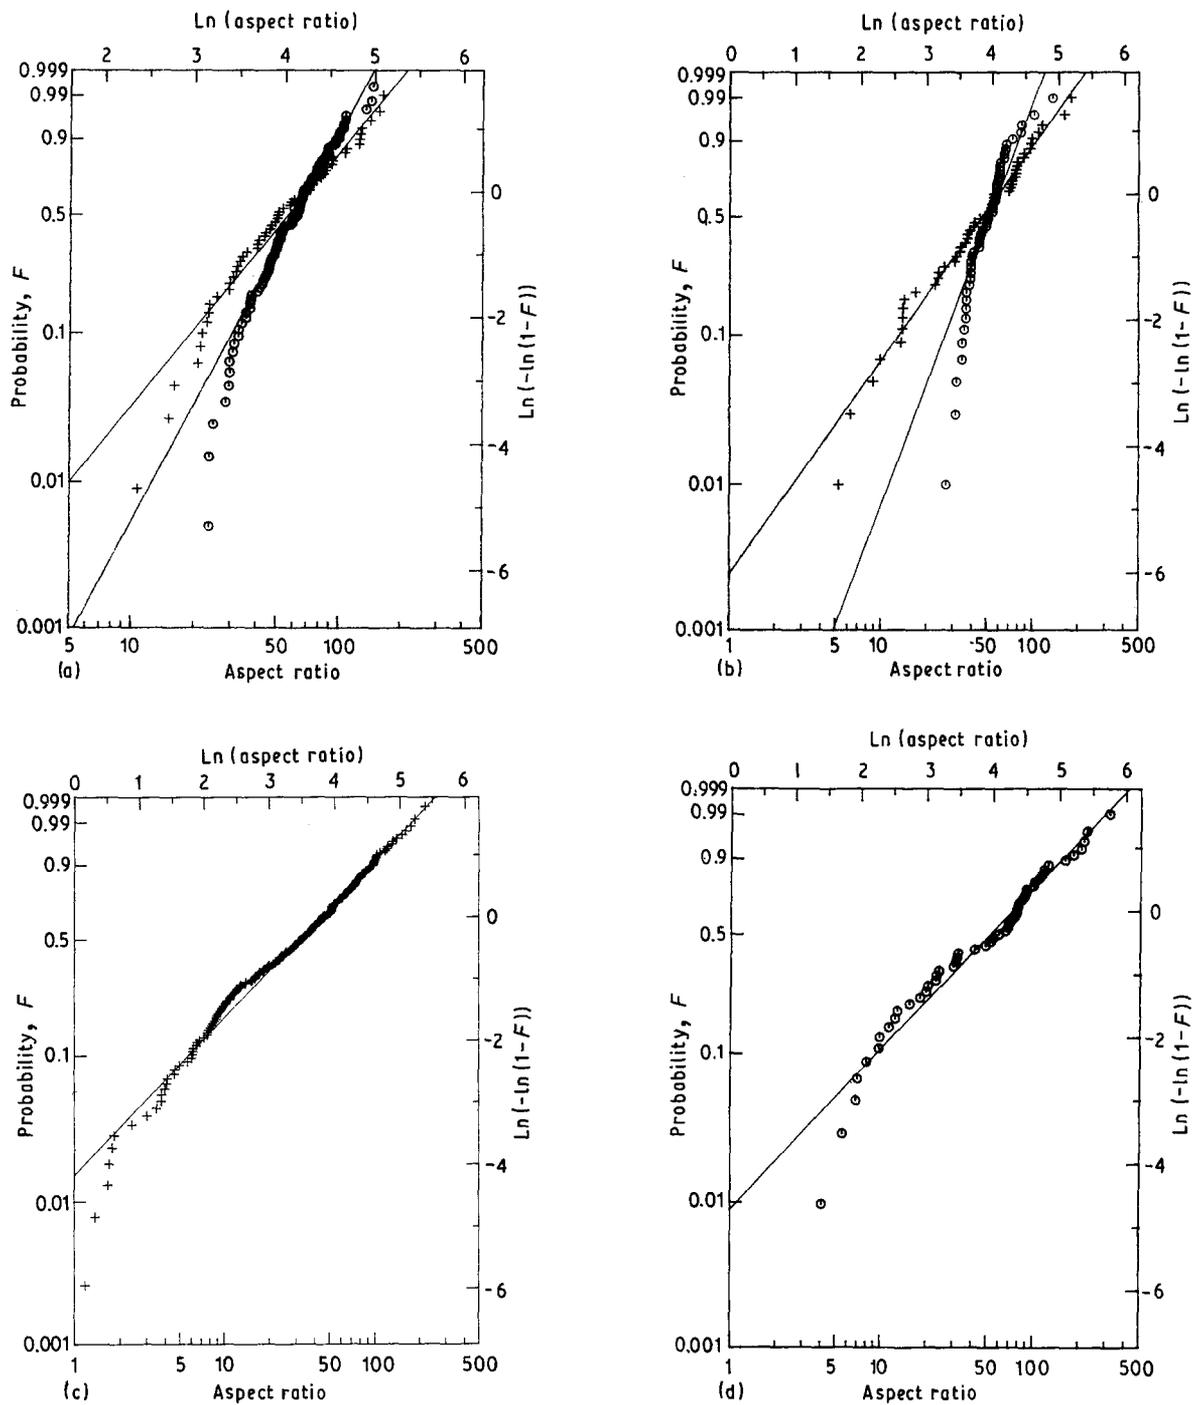 Ln (aspect ratio)
2 3 4 5 6
0.999
0.99
0.9
0.5
0.1
0.01
0.001
Probability, F
0
-2
-4
-6
Ln(-ln(1-F))
5 10 50 100 500
(a) Aspect ratio
Ln (aspect ratio)
0 1 2 3 4 5 6
0.999
0.99
0.9
0.5
0.1
0.01
0.001
Probability, F
0
-2
-4
-6
Ln(-ln(1-F))
1 5 10 50 100 500
(b) Aspect ratio
Ln (aspect ratio)
0 1 2 3 4 5 6
0.999
0.99
0.9
0.5
0.1
0.01
0.001
Probability, F
0
-2
-4
-6
Ln(-ln(1-F))
1 5 10 50 100 500
(c) Aspect ratio
Ln (aspect ratio)
0 1 2 3 4 5 6
0.999
0.99
0.9
0.5
0.1
0.01
0.001
Probability, F
0
-2
-4
-6
Ln(-ln(1-F))
1 5 10 50 100 500
(d) Aspect ratio